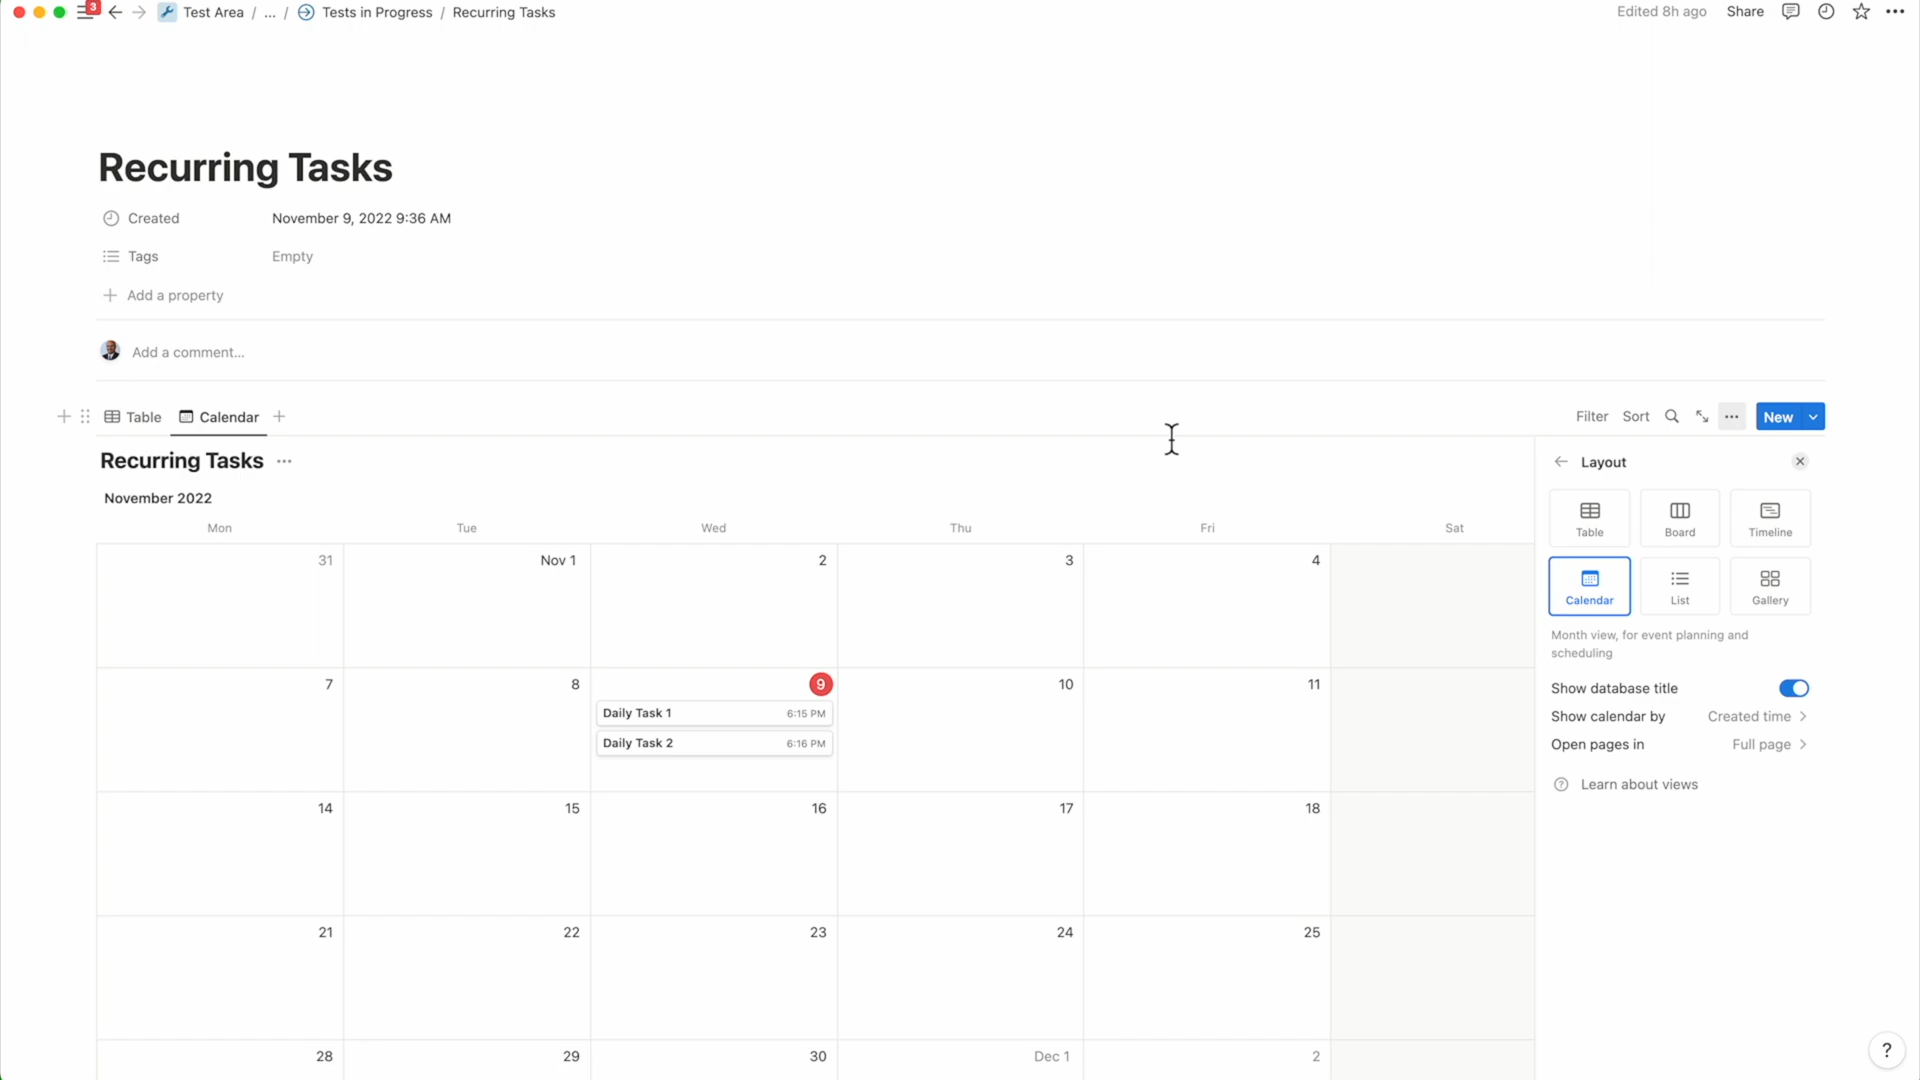 3 Test Area / ... / Tests in Progress / Recurring Tasks Edited 8h ago Share
Recurring Tasks
Created November 9, 2022 9:36 AM
Tags Empty
Add a property
Add a comment...
Table Calendar Filter Sort New
Recurring Tasks
November 2022
Mon Tue Wed Thu Fri Sat
31 Nov 1 2 3 4
7 8 9 10 11
Daily Task 1 6:15 PM
Daily Task 2 6:16 PM
14 15 16 17 18
21 22 23 24 25
28 29 30 Dec 1 2
Layout
Table Board Timeline
Calendar List Gallery
Month view, for event planning and
scheduling
Show database title
Show calendar by Created time
Open pages in Full page
? Learn about views
?